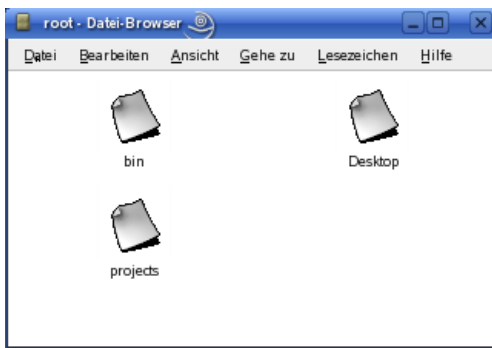 root - Datei-Browser
Datei Bearbeiten Ansicht Gehe zu Lesezeichen Hilfe
bin Desktop
projects